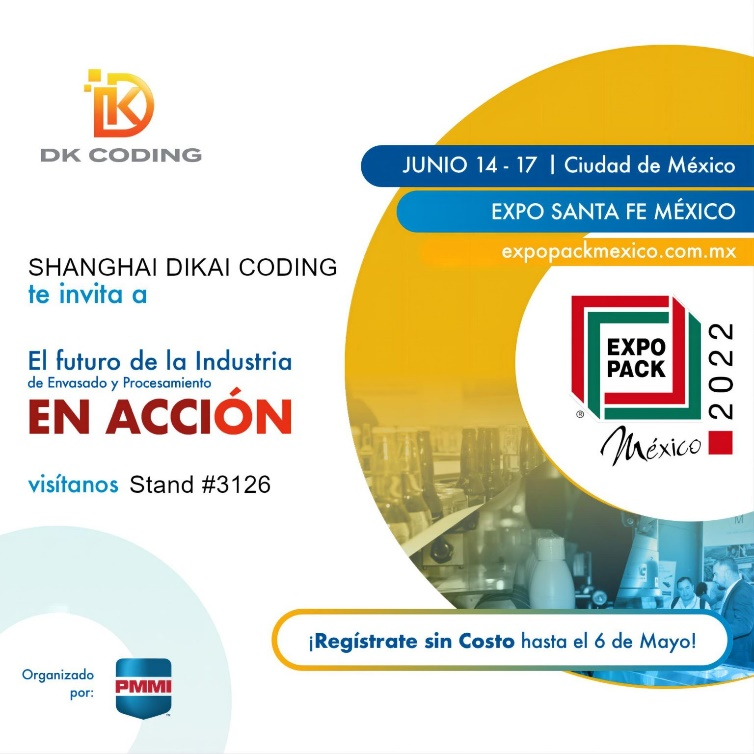 DK CODING
JUNIO 14 - 17 | Ciudad de México
EXPO SANTA FE MÉXICO
expopackmexico.com.mx
SHANGHAI DIKAI CODING
te invita a
El futuro de la Industria
de Envasado y Procesamiento
EN ACCIÓN
visítanos Stand #3126
EXPO
PACK
®
México
2022
¡Regístrate sin Costo hasta el 6 de Mayo!
Organizado
por:
PMMI